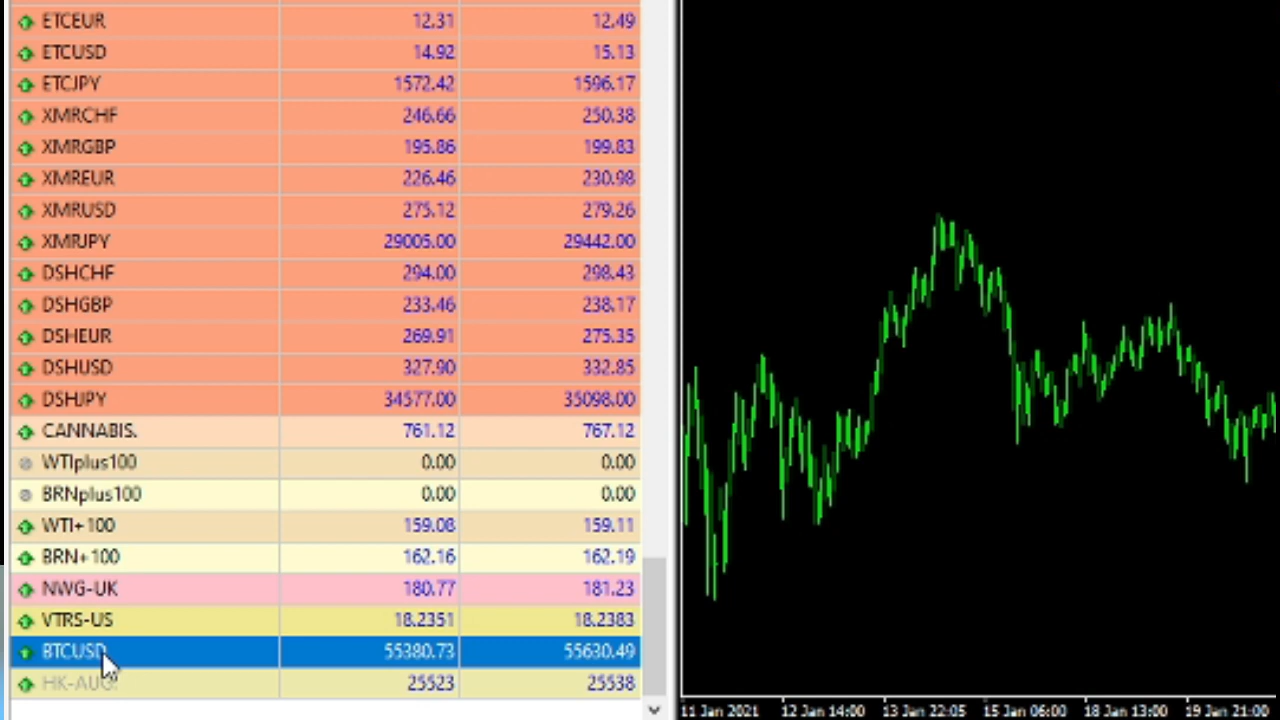 ETCEUR 12.31 12.49
ETCUSD 14.92 15.13
ETCJPY 1572.42 1596.17
XMRCHF 246.66 250.38
XMRGBP 195.86 199.83
XMREUR 226.46 230.98
XMRUSD 275.12 279.26
XMRJPY 29005.00 29442.00
DSHCHF 294.00 298.43
DSHGBP 233.46 238.17
DSHEUR 269.91 275.35
DSHUSD 327.90 332.85
DSHJPY 34577.00 35098.00
CANNABIS. 761.12 767.12
WTIplus100 0.00 0.00
BRNplus100 0.00 0.00
WTI+100 159.08 159.11
BRN+100 162.16 162.19
NWG-UK 180.77 181.23
VTRS-US 18.2351 18.2383
BTCUSD 55380.73 55630.49
HK-AUG. 25523 25538
11 Jan 2021 12 Jan 14:00 13 Jan 22:05 15 Jan 06:00 18 Jan 13:00 19 Jan 21:00